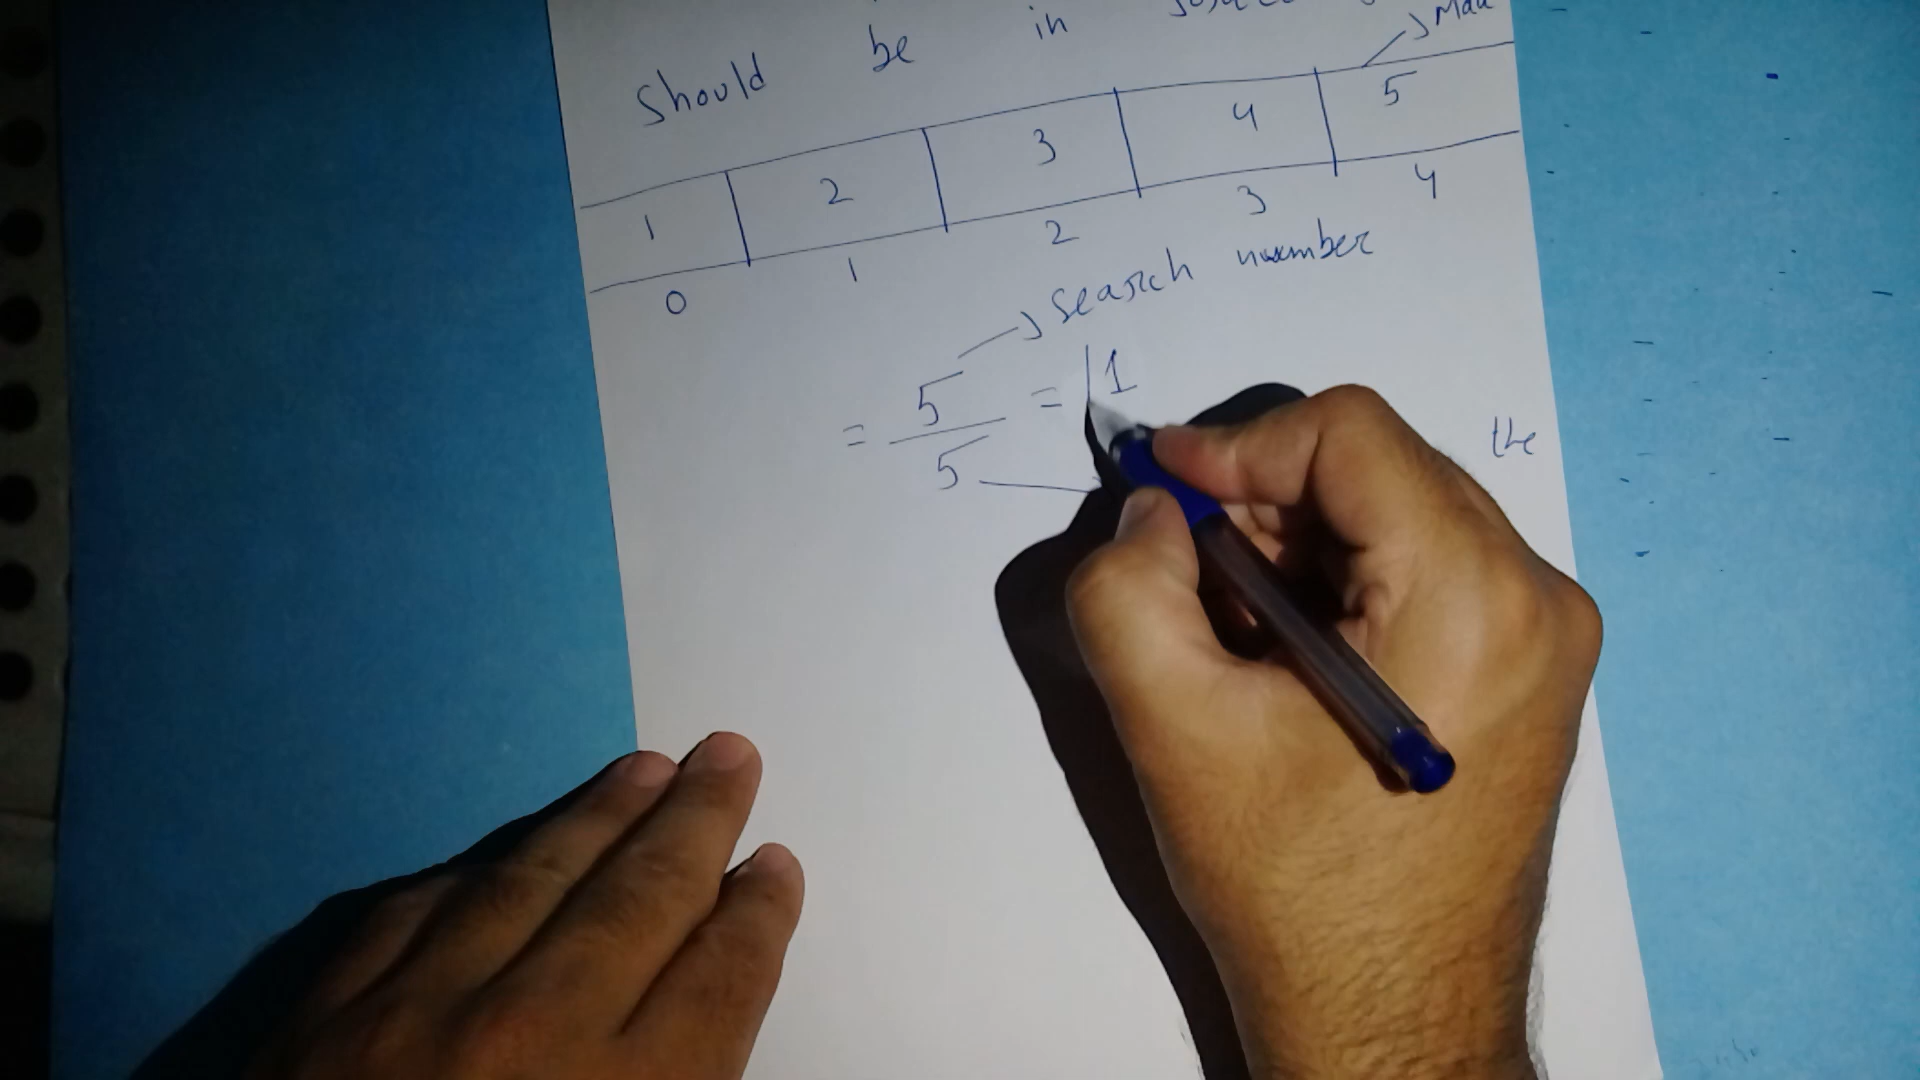 Should be in
Max
1 2 3 4 5
0 1 2 3 4
search number
= 5 = 1
5
the